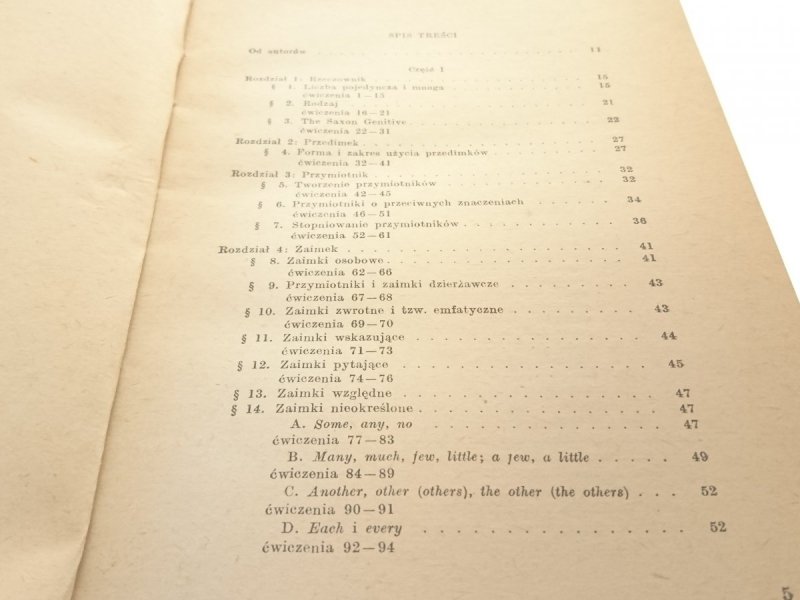 SPIS TREŚCI
Od autorów . . . . . . . . . . . . . . . . . . . 11
Część I
Rozdział 1: Rzeczownik . . . . . . . . . . . . . . . 15
§ 1. Liczba pojedyncza i mnoga . . . . . . . . . . . 15
ćwiczenia 1—15
§ 2. Rodzaj . . . . . . . . . . . . . . . . . 21
ćwiczenia 16—21
§ 3. The Saxon Genitive . . . . . . . . . . . . . 22
ćwiczenia 22—31
Rozdział 2: Przedimek . . . . . . . . . . . . . . . 27
§ 4. Forma i zakres użycia przedimków . . . . . . . . 27
ćwiczenia 32—41
Rozdział 3: Przymiotnik . . . . . . . . . . . . . . 32
§ 5. Tworzenie przymiotników . . . . . . . . . . . 32
ćwiczenia 42—45
§ 6. Przymiotniki o przeciwnych znaczeniach . . . . . . 34
ćwiczenia 46—51
§ 7. Stopniowanie przymiotników . . . . . . . . . . 36
ćwiczenia 52—61
Rozdział 4: Zaimek . . . . . . . . . . . . . . . . 41
§ 8. Zaimki osobowe . . . . . . . . . . . . . . 41
ćwiczenia 62—66
§ 9. Przymiotniki i zaimki dzierżawcze . . . . . . . . 43
ćwiczenia 67—68
§ 10. Zaimki zwrotne i tzw. emfatyczne . . . . . . . . 43
ćwiczenia 69—70
§ 11. Zaimki wskazujące . . . . . . . . . . . . . 44
ćwiczenia 71—73
§ 12. Zaimki pytające . . . . . . . . . . . . . . 45
ćwiczenia 74—76
§ 13. Zaimki względne . . . . . . . . . . . . . . 47
§ 14. Zaimki nieokreślone . . . . . . . . . . . . . 47
A. Some, any, no . . . . . . . . . . . . . 47
ćwiczenia 77—83
B. Many, much, few, little; a few, a little . . . . . 49
ćwiczenia 84—89
C. Another, other (others), the other (the others) . . . 52
ćwiczenia 90—91
D. Each i every . . . . . . . . . . . . . . 52
ćwiczenia 92—94
5